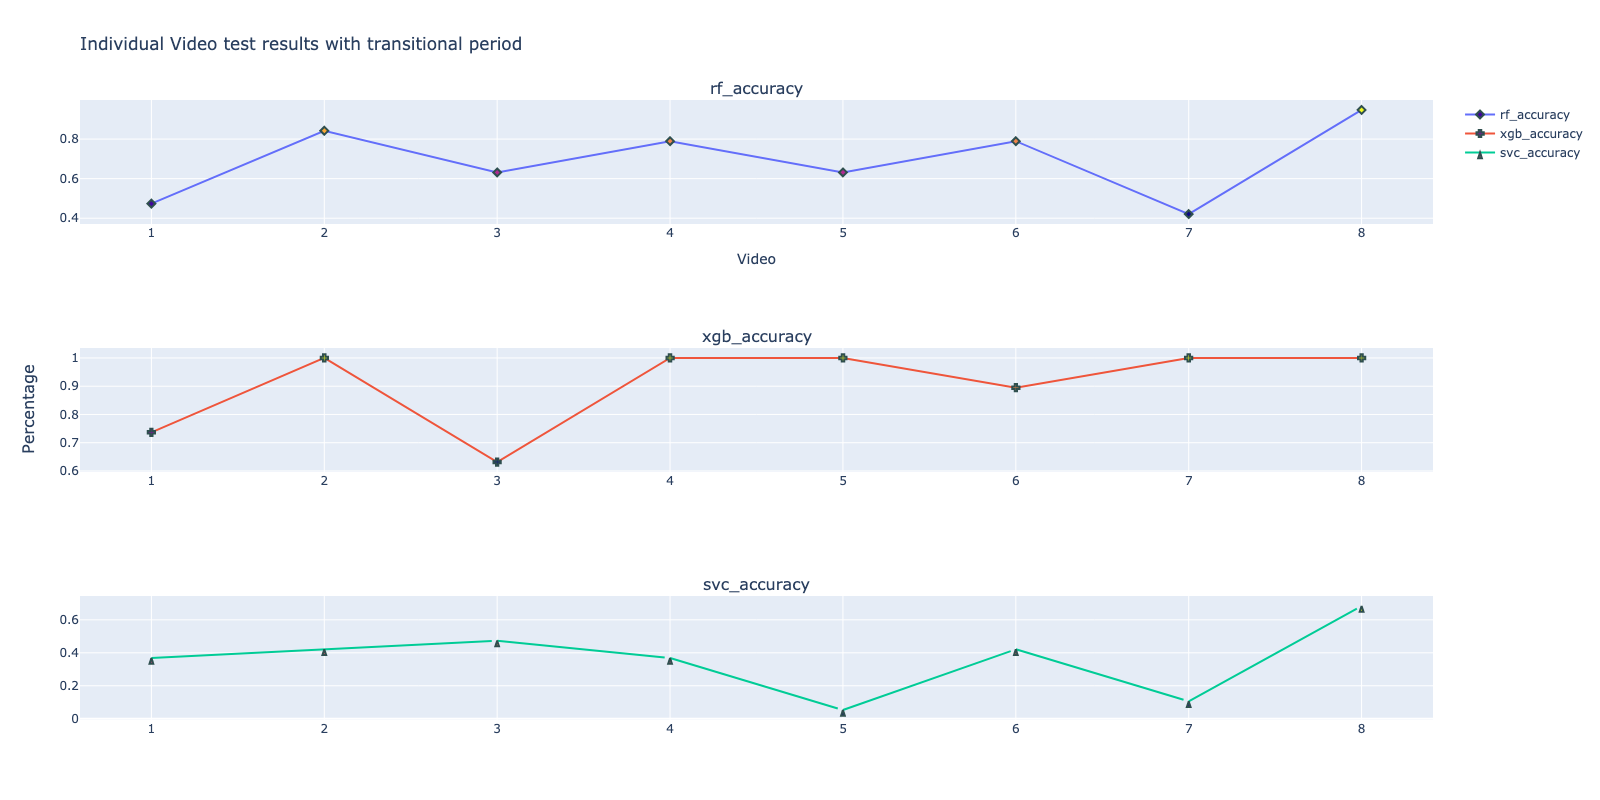 Individual Video test results with transitional period
rf_accuracy
0.8
0.6
0.4
1 2 3 4 5 6 7 8
Video
rf_accuracy
xgb_accuracy
svc_accuracy
xgb_accuracy
Percentage
1
0.9
0.8
0.7
0.6
1 2 3 4 5 6 7 8
svc_accuracy
0.6
0.4
0.2
0
1 2 3 4 5 6 7 8